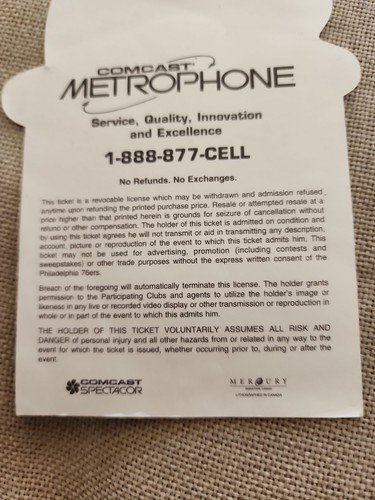 COMCAST
METROPHONE
Service, Quality, Innovation
and Excellence
1-888-877-CELL
No Refunds. No Exchanges.
This ticket is a revocable license which may be withdrawn and admission refused
anytime upon refunding the printed purchase price. Resale or attempted resale at a
price higher than that printed herein is grounds for seizure of cancellation without
refund or other compensation. The holder of this ticket is admitted on condition and
by using this ticket agrees he will not transmit or aid in transmitting any description,
account, picture or reproduction of the event to which this ticket admits him. This
ticket may not be used for advertising, promotion (including contests and
sweepstakes) or other trade purposes without the express written consent of the
Philadelphia 76ers.
Breach of the foregoing will automatically terminate this license. The holder grants
permission to the Participating Clubs and agents to utilize the holder's image or
likeness in any live or recorded video display or other transmission or reproduction in
whole or in part of the event to which this admits him.
THE HOLDER OF THIS TICKET VOLUNTARILY ASSUMES ALL RISK AND
DANGER of personal injury and all other hazards from or related in any way to the
event for which the ticket is issued, whether occurring prior to, during or after the
event.
COMCAST
SPECTACOR
MERCURY
LITHOGRAPHED IN CANADA